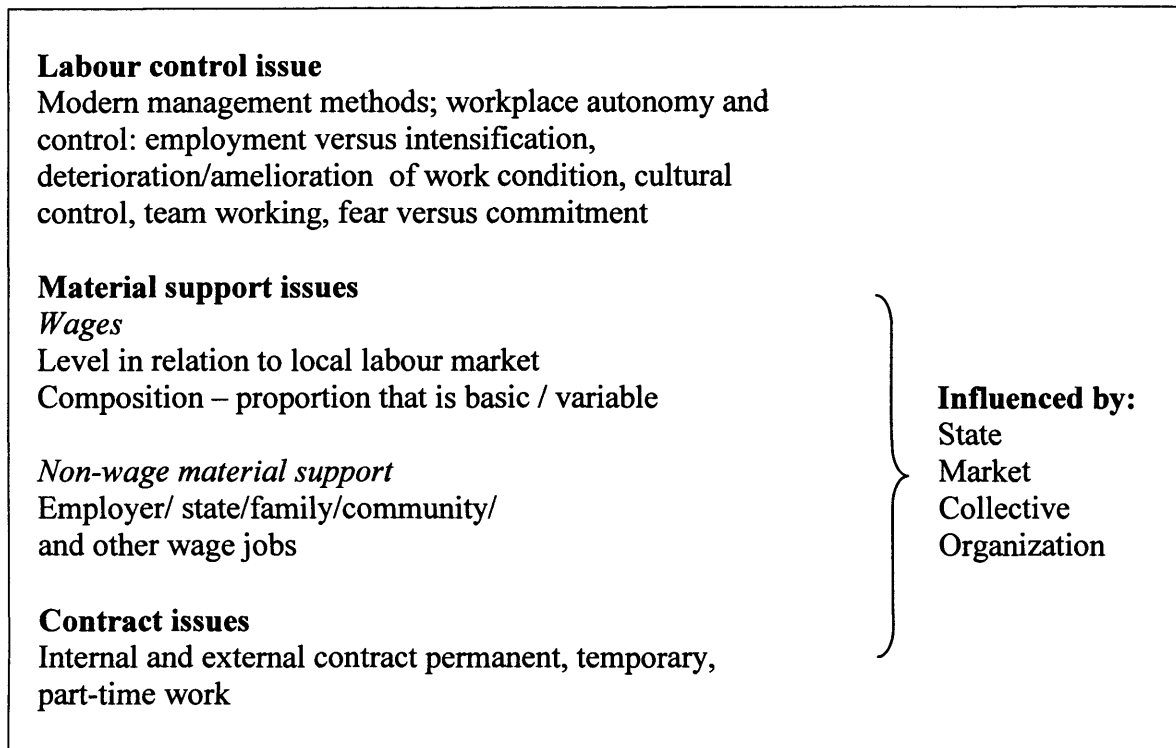 Labour control issue
Modern management methods; workplace autonomy and
control: employment versus intensification,
deterioration/amelioration of work condition, cultural
control, team working, fear versus commitment
Material support issues
Wages
Level in relation to local labour market
Composition – proportion that is basic / variable
Non-wage material support
Employer/ state/family/community/
and other wage jobs
Contract issues
Internal and external contract permanent, temporary,
part-time work
Influenced by:
State
Market
Collective
Organization